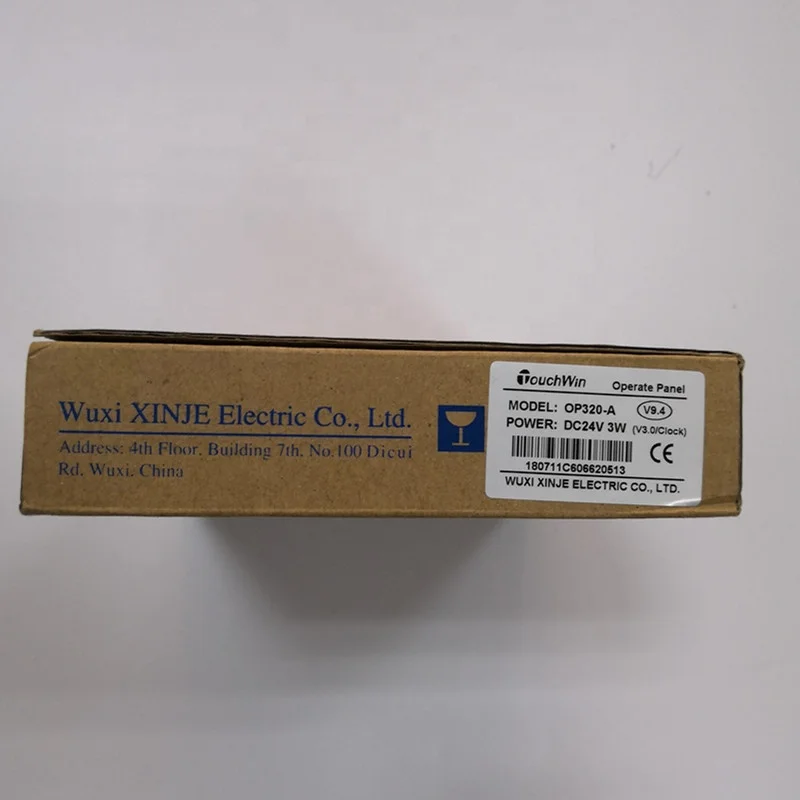 Wuxi XINJE Electric Co., Ltd.
Address: 4th Floor, Building 7th, No.100 Dicui
Rd, Wuxi, China
TouchWin Operate Panel
MODEL: OP320-A V9.4
POWER: DC24V 3W (V3.0/Clock)
180711C606620513 CE
WUXI XINJE ELECTRIC CO., LTD.